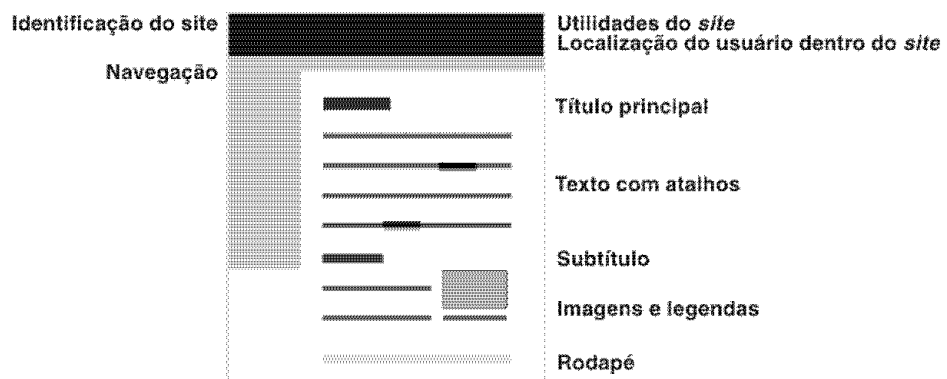 Identificação do site
Utilidades do site
Localização do usuário dentro do site
Navegação
Título principal
Texto com atalhos
Subtítulo
Imagens e legendas
Rodapé